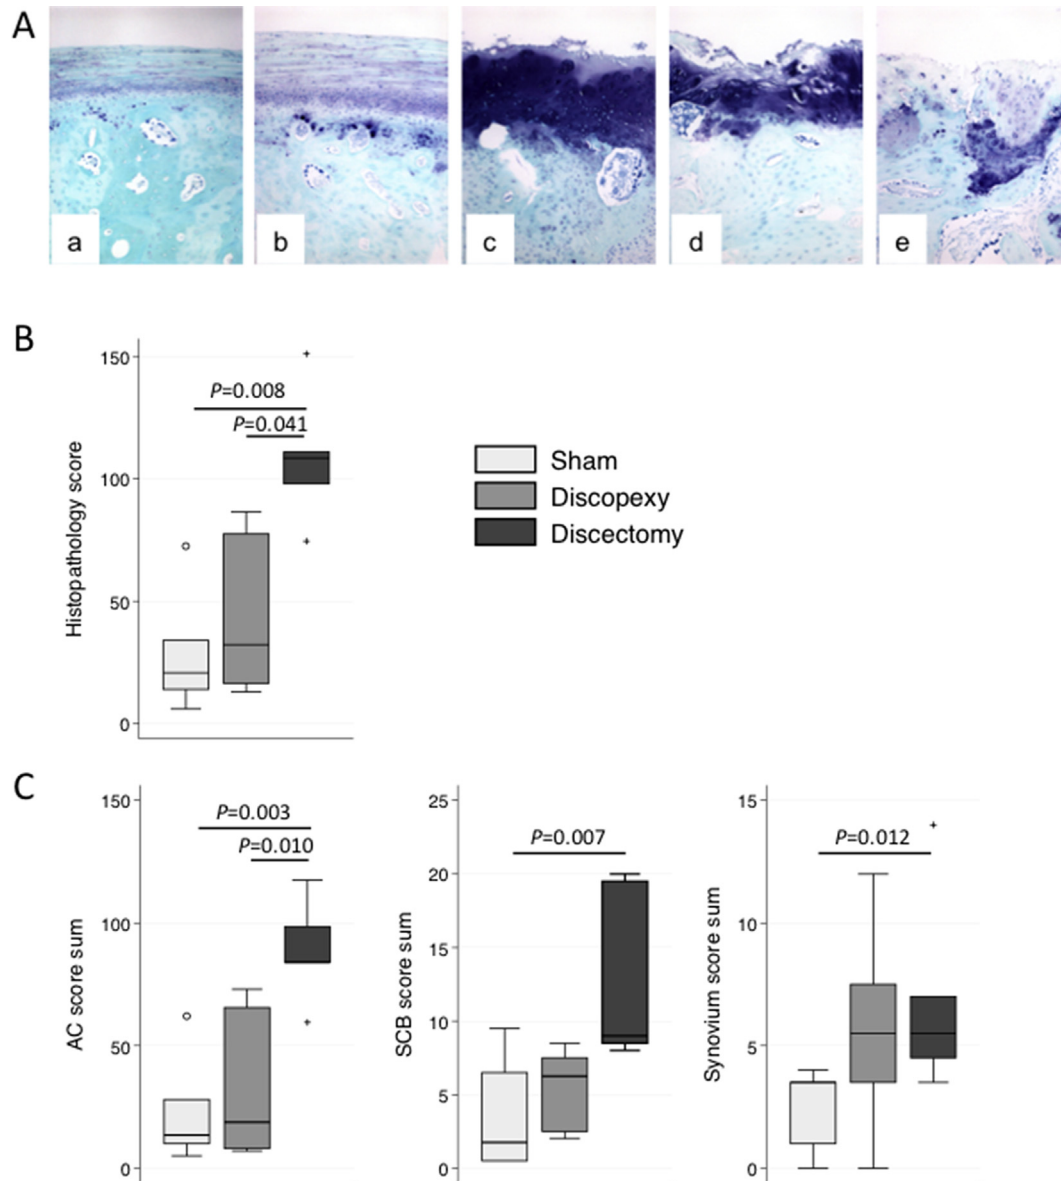 A
a
b
c
d
e
B
Histopathology score
150
100
50
0
P=0.008
P=0.041
Sham
Discopexy
Discectomy
C
AC score sum
150
100
50
0
P=0.003
P=0.010
SCB score sum
25
20
15
10
5
0
P=0.007
Synovium score sum
15
10
5
0
P=0.012